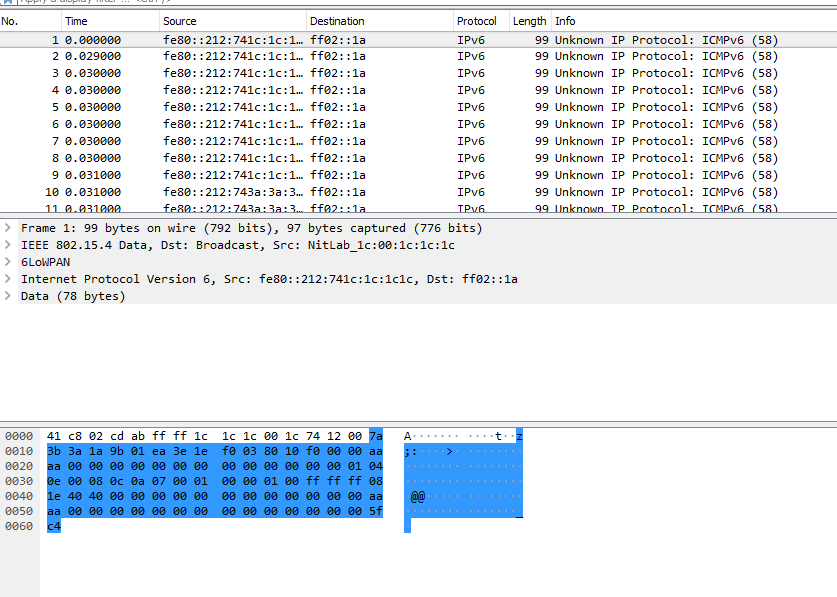 Apply a display filter ... <Ctrl-/>
No. Time Source Destination Protocol Length Info
1 0.000000 fe80::212:741c:1c:1… ff02::1a IPv6 99 Unknown IP Protocol: ICMPv6 (58)
2 0.029000 fe80::212:741c:1c:1… ff02::1a IPv6 99 Unknown IP Protocol: ICMPv6 (58)
3 0.030000 fe80::212:741c:1c:1… ff02::1a IPv6 99 Unknown IP Protocol: ICMPv6 (58)
4 0.030000 fe80::212:741c:1c:1… ff02::1a IPv6 99 Unknown IP Protocol: ICMPv6 (58)
5 0.030000 fe80::212:741c:1c:1… ff02::1a IPv6 99 Unknown IP Protocol: ICMPv6 (58)
6 0.030000 fe80::212:741c:1c:1… ff02::1a IPv6 99 Unknown IP Protocol: ICMPv6 (58)
7 0.030000 fe80::212:741c:1c:1… ff02::1a IPv6 99 Unknown IP Protocol: ICMPv6 (58)
8 0.030000 fe80::212:741c:1c:1… ff02::1a IPv6 99 Unknown IP Protocol: ICMPv6 (58)
9 0.031000 fe80::212:741c:1c:1… ff02::1a IPv6 99 Unknown IP Protocol: ICMPv6 (58)
10 0.031000 fe80::212:743a:3a:3… ff02::1a IPv6 99 Unknown IP Protocol: ICMPv6 (58)
11 0.031000 fe80::212:743a:3a:3… ff02::1a IPv6 99 Unknown IP Protocol: ICMPv6 (58)
Frame 1: 99 bytes on wire (792 bits), 97 bytes captured (776 bits)
IEEE 802.15.4 Data, Dst: Broadcast, Src: NitLab_1c:00:1c:1c:1c
6LoWPAN
Internet Protocol Version 6, Src: fe80::212:741c:1c:1c1c, Dst: ff02::1a
Data (78 bytes)
0000 41 c8 02 cd ab ff ff 1c 1c 1c 00 1c 74 12 00 7a A······· ····t··z
0010 3b 3a 1a 9b 01 ea 3e 1e f0 03 80 10 f0 00 00 aa ;:····>· ········
0020 aa 00 00 00 00 00 00 00 00 00 00 00 00 00 01 04 ········ ········
0030 0e 00 08 0c 0a 07 00 01 00 00 01 00 ff ff ff 08 ········ ········
0040 1e 40 40 00 00 00 00 00 00 00 00 00 00 00 00 aa ·@@····· ········
0050 aa 00 00 00 00 00 00 00 00 00 00 00 00 00 00 5f ········ ·······_
0060 c4 ·